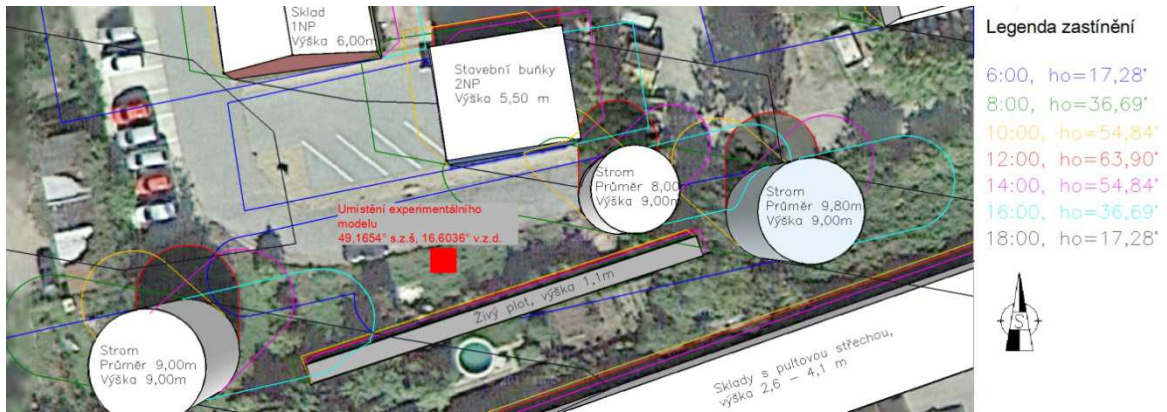 Sklad
1NP
Výška 6,00m
Stavební buňky
2NP
Výška 5,50 m
Strom
Průměr 8,00
Výška 9,00m
Strom
Průměr 9,80m
Výška 9,00m
Umístění experimentálního
modelu
49,1654° s.z.š, 16.6036° v.z.d.
Živý plot, výška 1,1m
Strom
Průměr 9,00m
Výška 9,00m
Sklady s pultovou střechou,
výška 2,6 – 4,1 m
Legenda zastínění
6:00, ho=17,28°
8:00, ho=36,69°
10:00, ho=54,84°
12:00, ho=63,90°
14:00, ho=54,84°
16:00, ho=36,69°
18:00, ho=17,28°
S